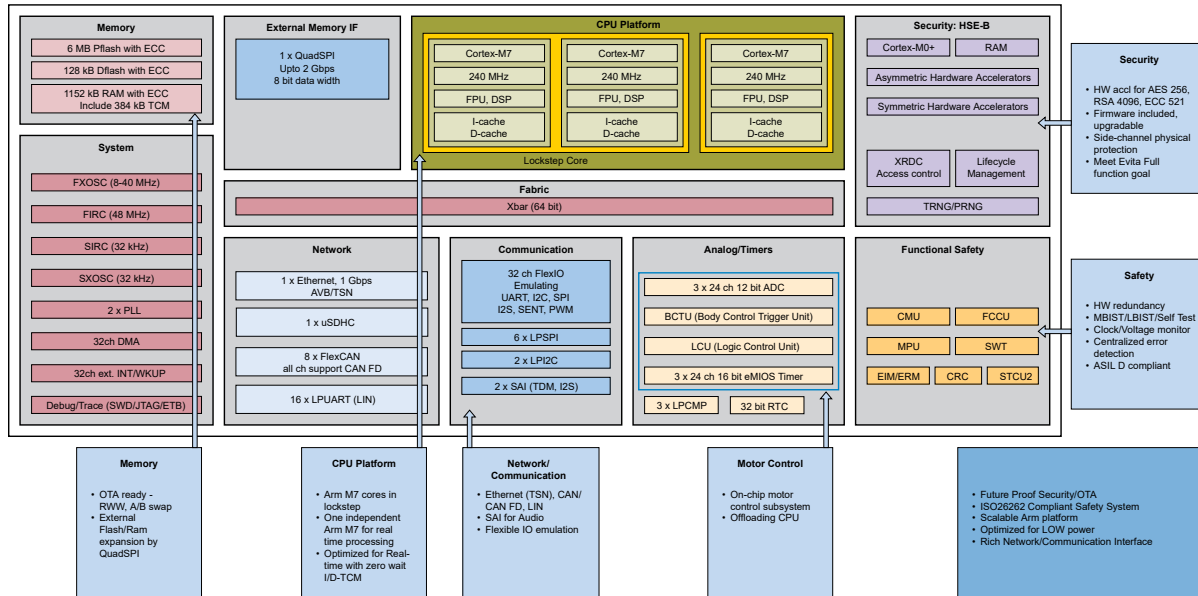 Memory
6 MB Pflash with ECC
128 kB Dflash with ECC
1152 kB RAM with ECC
Include 384 kB TCM
External Memory IF
1 x QuadSPI
Upto 2 Gbps
8 bit data width
CPU Platform
Cortex-M7
240 MHz
FPU, DSP
I-cache
D-cache
Cortex-M7
240 MHz
FPU, DSP
I-cache
D-cache
Cortex-M7
240 MHz
FPU, DSP
I-cache
D-cache
Lockstep Core
Security: HSE-B
Cortex-M0+
RAM
Asymmetric Hardware Accelerators
Symmetric Hardware Accelerators
XRDC
Access control
Lifecycle
Management
TRNG/PRNG
Security
• HW accl for AES 256,
RSA 4096, ECC 521
• Firmware included,
upgradable
• Side-channel physical
protection
• Meet Evita Full
function goal
System
FXOSC (8-40 MHz)
FIRC (48 MHz)
SIRC (32 kHz)
SXOSC (32 kHz)
2 x PLL
32ch DMA
32ch ext. INT/WKUP
Debug/Trace (SWD/JTAG/ETB)
Fabric
Xbar (64 bit)
Network
1 x Ethernet, 1 Gbps
AVB/TSN
1 x uSDHC
8 x FlexCAN
all ch support CAN FD
16 x LPUART (LIN)
Communication
32 ch FlexIO
Emulating
UART, I2C, SPI
I2S, SENT, PWM
6 x LPSPI
2 x LPI2C
2 x SAI (TDM, I2S)
Analog/Timers
3 x 24 ch 12 bit ADC
BCTU (Body Control Trigger Unit)
LCU (Logic Control Unit)
3 x 24 ch 16 bit eMIOS Timer
3 x LPCMP
32 bit RTC
Functional Safety
CMU
FCCU
MPU
SWT
EIM/ERM
CRC
STCU2
Safety
• HW redundancy
• MBIST/LBIST/Self Test
• Clock/Voltage monitor
• Centralized error
detection
• ASIL D compliant
Memory
• OTA ready -
RWW, A/B swap
• External
Flash/Ram
expansion by
QuadSPI
CPU Platform
• Arm M7 cores in
lockstep
• One independent
Arm M7 for real
time processing
• Optimized for Real-
time with zero wait
I/D-TCM
Network/
Communication
• Ethernet (TSN), CAN/
CAN FD, LIN
• SAI for Audio
• Flexible IO emulation
Motor Control
• On-chip motor
control subsystem
• Offloading CPU
• Future Proof Security/OTA
• ISO26262 Compliant Safety System
• Scalable Arm platform
• Optimized for LOW power
• Rich Network/Communication Interface